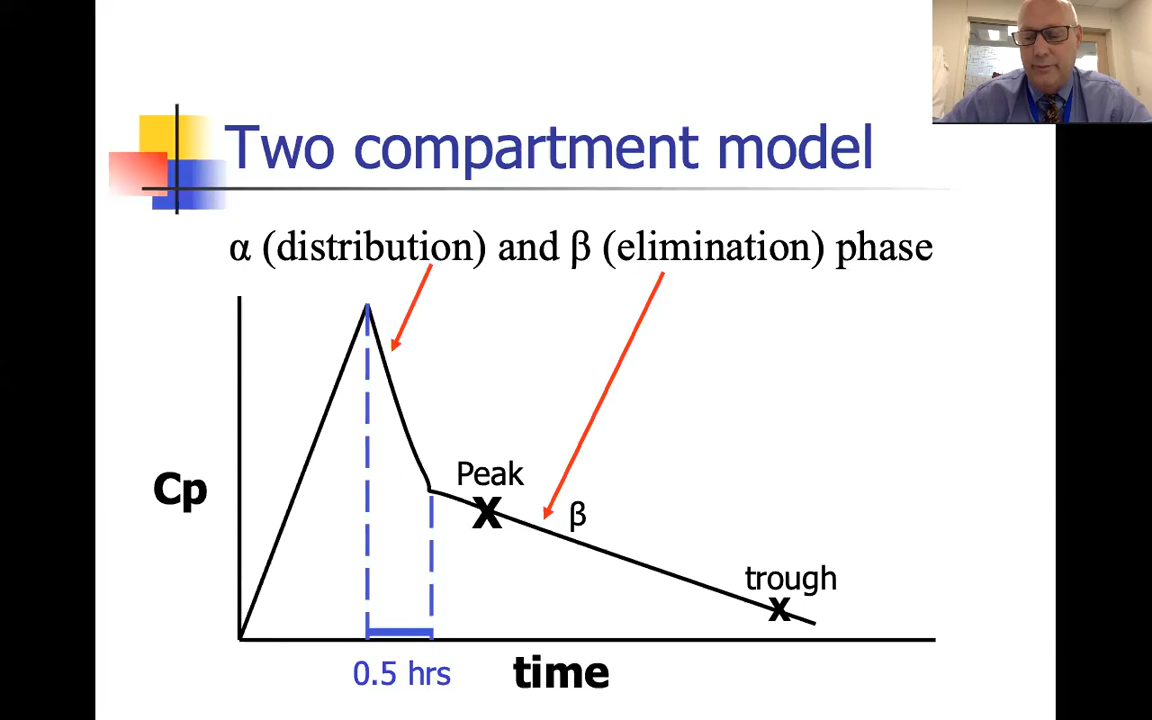 Two compartment model
α (distribution) and β (elimination) phase
Peak
Cp
β
trough
0.5 hrs
time